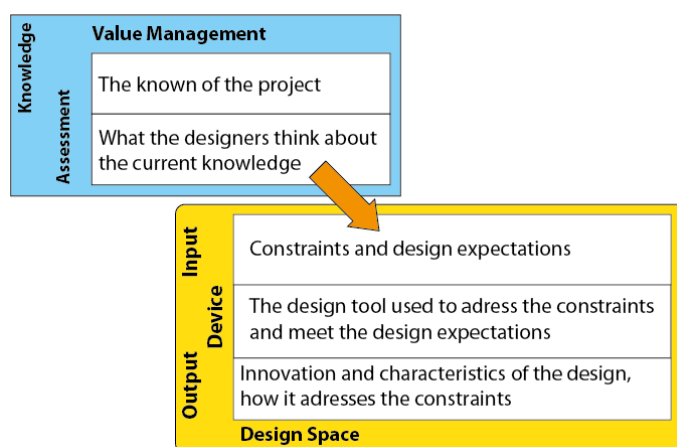 Value Management
Knowledge
The known of the project
Assessment
What the designers think about
the current knowledge
Input
Constraints and design expectations
Device
The design tool used to adress the constraints
and meet the design expectations
Output
Innovation and characteristics of the design,
how it adresses the constraints
Design Space